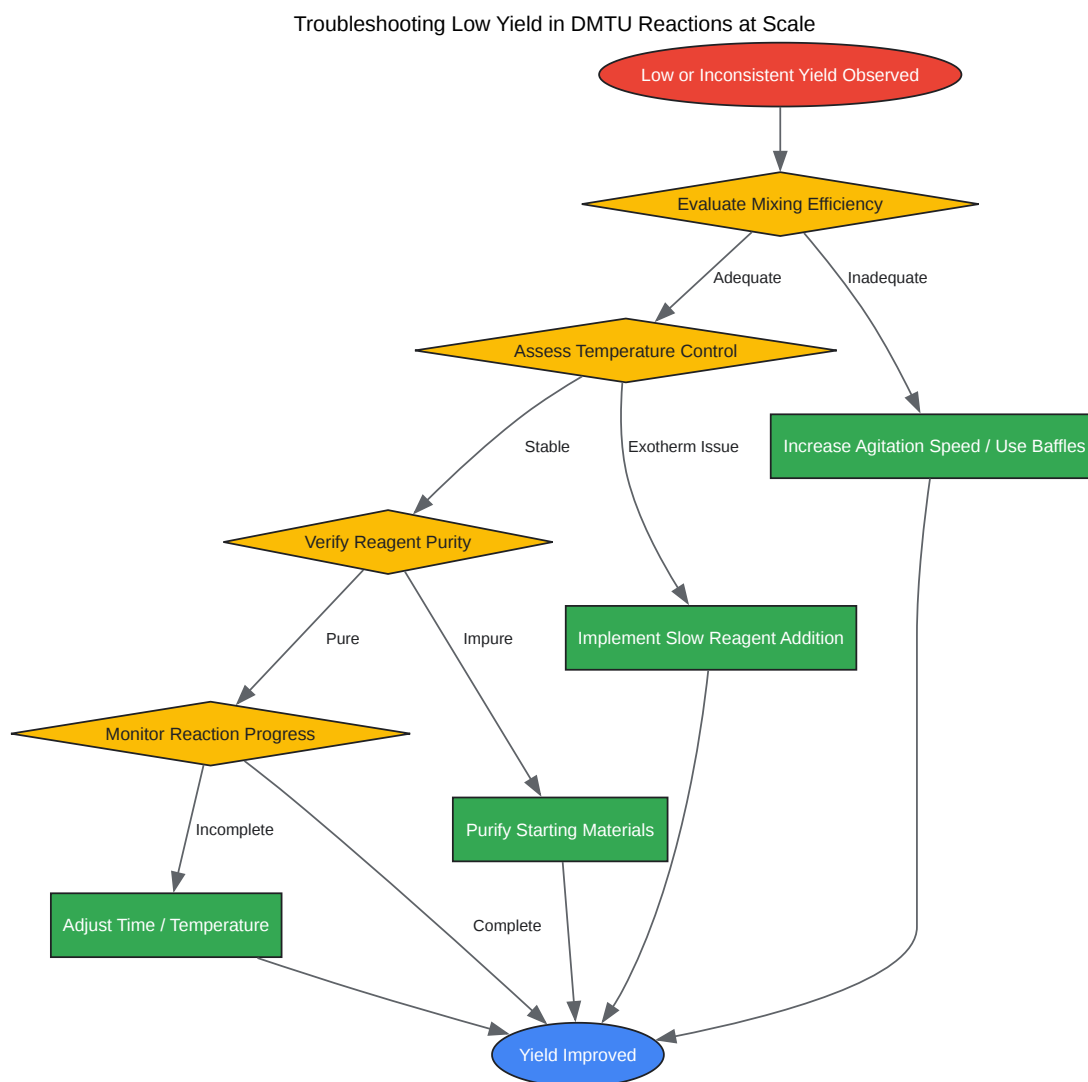 Troubleshooting Low Yield in DMTU Reactions at Scale
Low or Inconsistent Yield Observed
Evaluate Mixing Efficiency
Adequate
Inadequate
Assess Temperature Control
Stable
Exotherm Issue
Increase Agitation Speed / Use Baffles
Verify Reagent Purity
Pure
Impure
Implement Slow Reagent Addition
Monitor Reaction Progress
Incomplete
Purify Starting Materials
Adjust Time / Temperature
Complete
Yield Improved